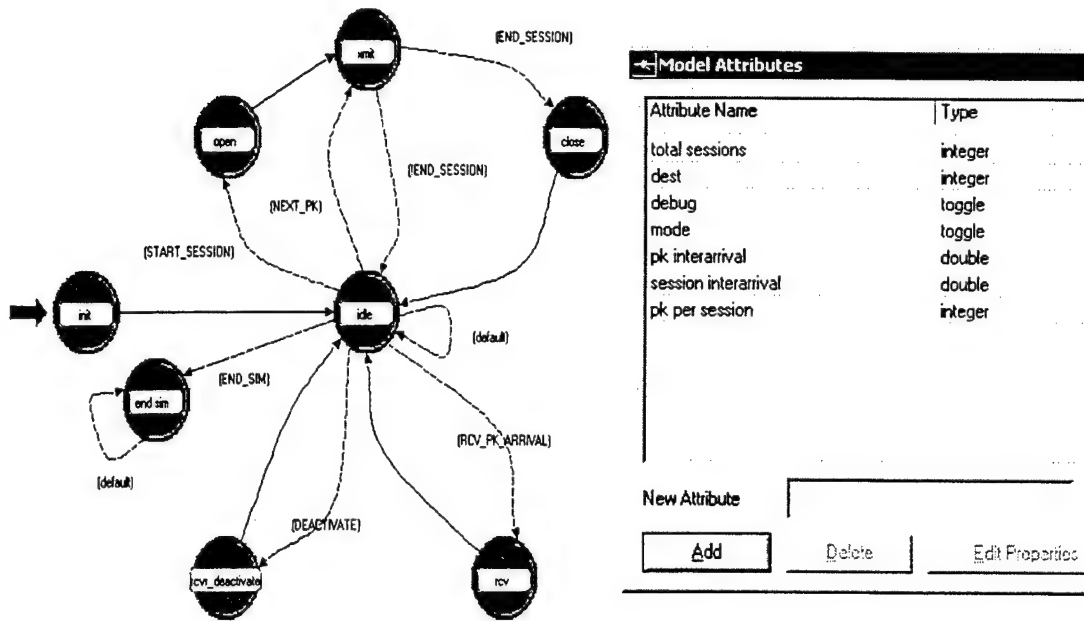 xmit
(END_SESSION)
open
close
(!END_SESSION)
(NEXT_PK)
(START_SESSION)
init
idle
(default)
(END_SIM)
end sim
(default)
(RCV_PK_ARRIVAL)
(DEACTIVATE)
rcvr_deactivate
rcv
Model Attributes
Attribute Name Type
total sessions integer
dest integer
debug toggle
mode toggle
pk interarrival double
session interarrival double
pk per session integer
New Attribute
Add Delete Edit Properties